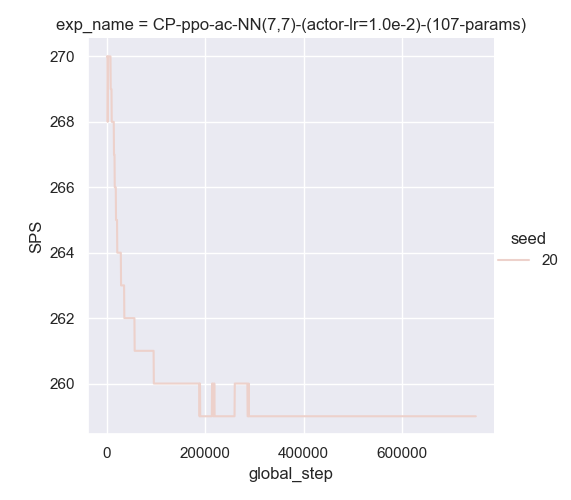 exp_name = CP-ppo-ac-NN(7,7)-(actor-lr=1.0e-2)-(107-params)
270
268
266
264
262
260
SPS
0
200000
400000
600000
global_step
seed
20